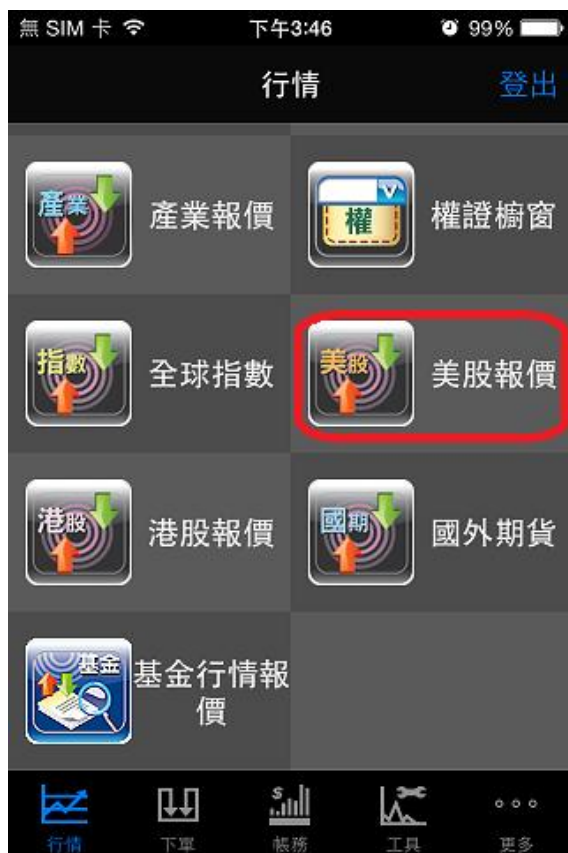 無 SIM 卡 下午3:46 99%
行情 登出
產業 產業報價
權 權證櫥窗
指數 全球指數
美股 美股報價
港股 港股報價
國期 國外期貨
基金 基金行情報
價
行情 下單 帳務 工具 更多